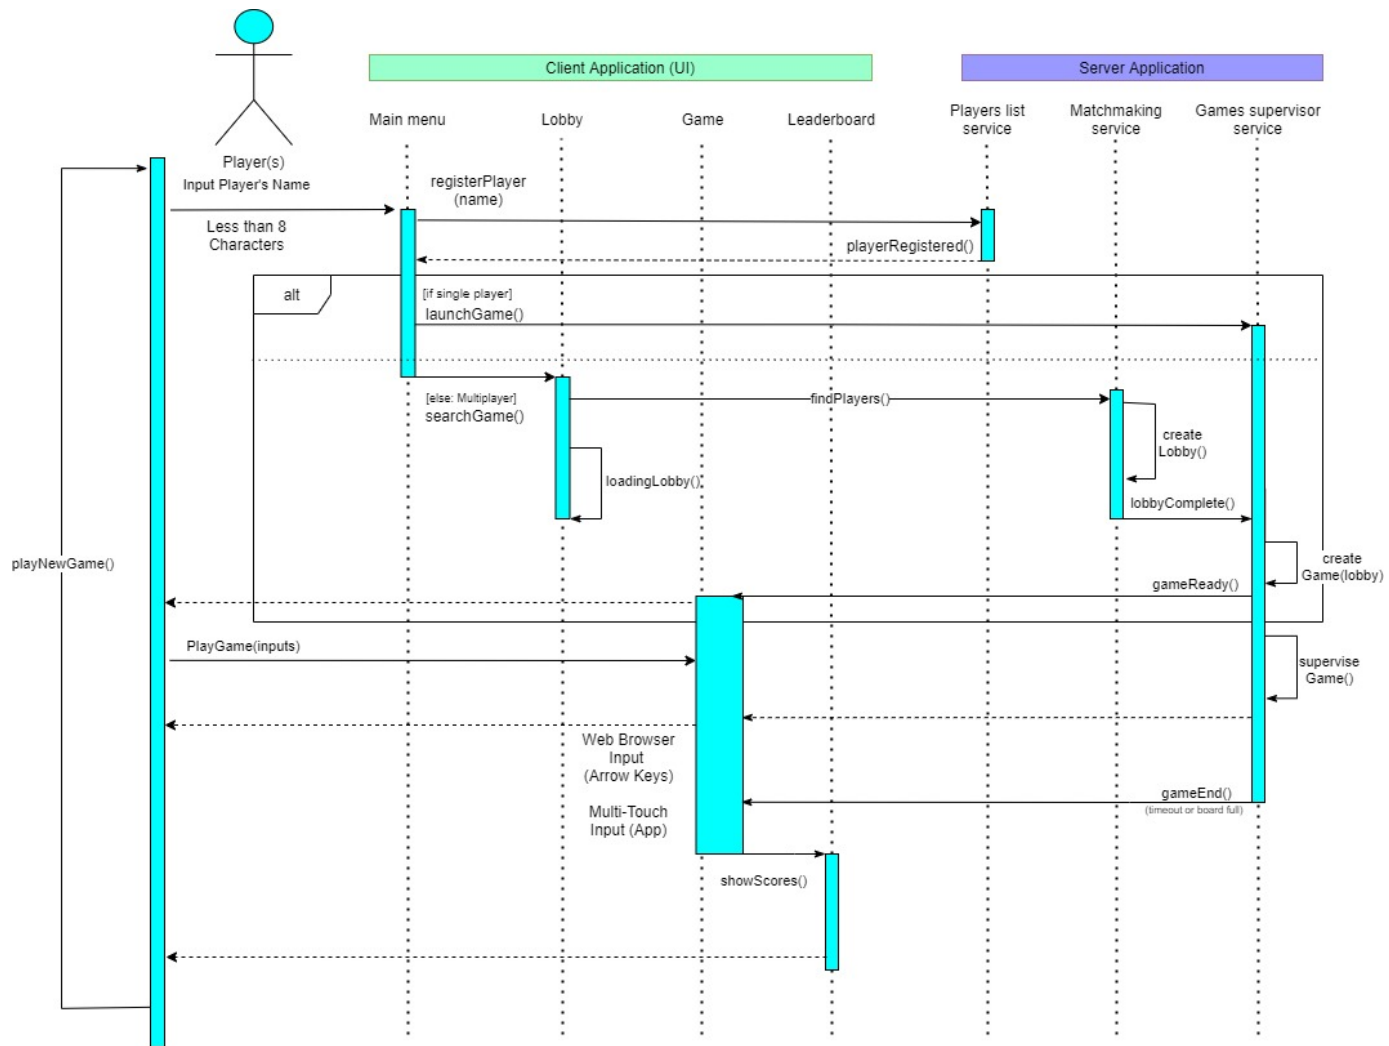 Client Application (UI)
Server Application
Main menu
Lobby
Game
Leaderboard
Players list
service
Matchmaking
service
Games supervisor
service
Player(s)
Input Player's Name
Less than 8
Characters
registerPlayer
(name)
playerRegistered()
alt
[if single player]
launchGame()
[else: Multiplayer]
searchGame()
findPlayers()
create
Lobby()
loadingLobby()
lobbyComplete()
playNewGame()
create
Game(lobby)
gameReady()
PlayGame(inputs)
supervise
Game()
Web Browser
Input
(Arrow Keys)
Multi-Touch
Input (App)
gameEnd()
(timeout or board full)
showScores()